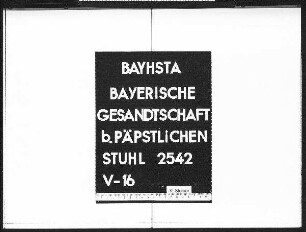 BAYHSTA
BAYERISCHE
GESANDTSCHAFT
b. PÄPSTLICHEN
STUHL 2542
V-16